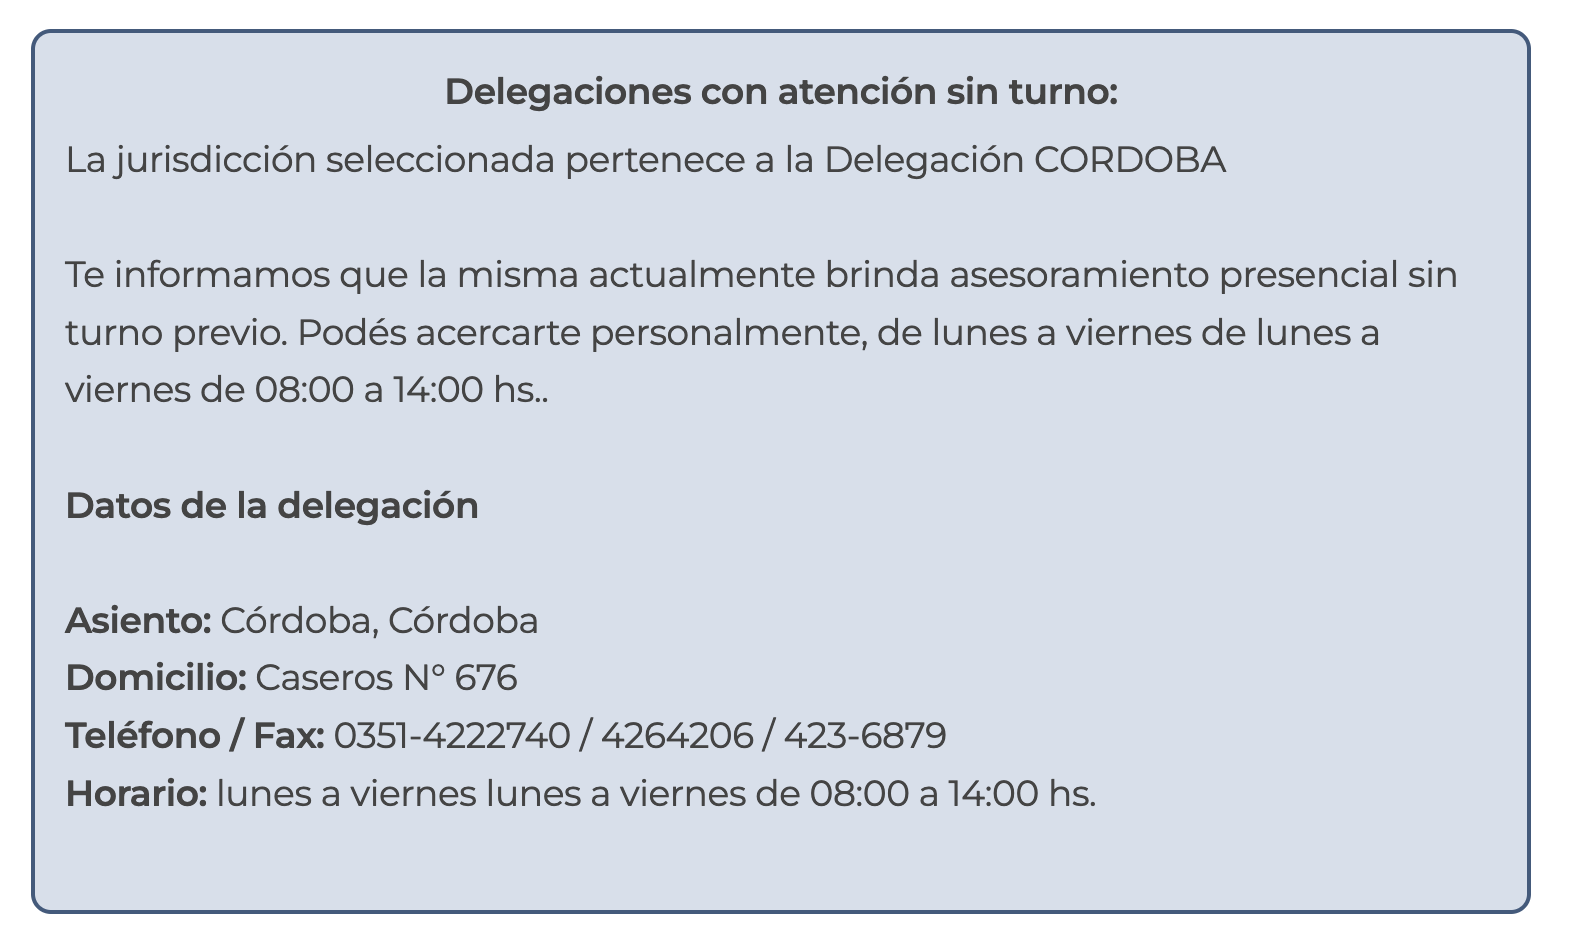 Delegaciones con atención sin turno:
La jurisdicción seleccionada pertenece a la Delegación CORDOBA
Te informamos que la misma actualmente brinda asesoramiento presencial sin
turno previo. Podés acercarte personalmente, de lunes a viernes de lunes a
viernes de 08:00 a 14:00 hs..
Datos de la delegación
Asiento: Córdoba, Córdoba
Domicilio: Caseros N° 676
Teléfono / Fax: 0351-4222740 / 4264206 / 423-6879
Horario: lunes a viernes lunes a viernes de 08:00 a 14:00 hs.